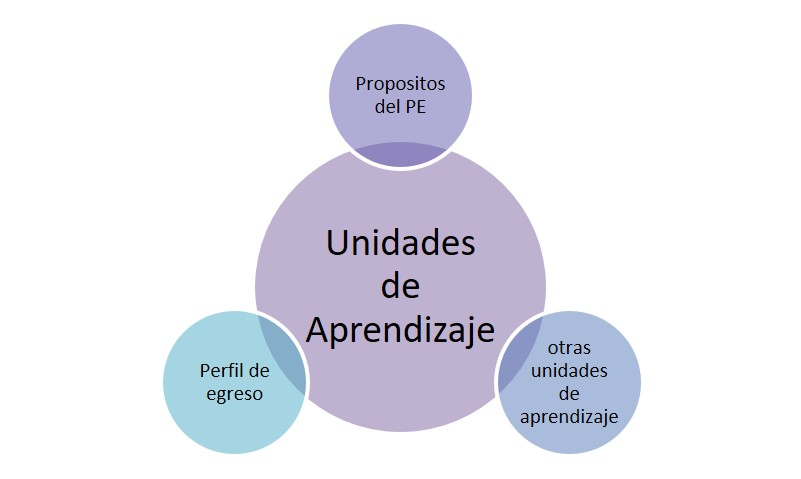 Propositos
del PE
Unidades
de
Aprendizaje
Perfil de
egreso
otras
unidades
de
aprendizaje